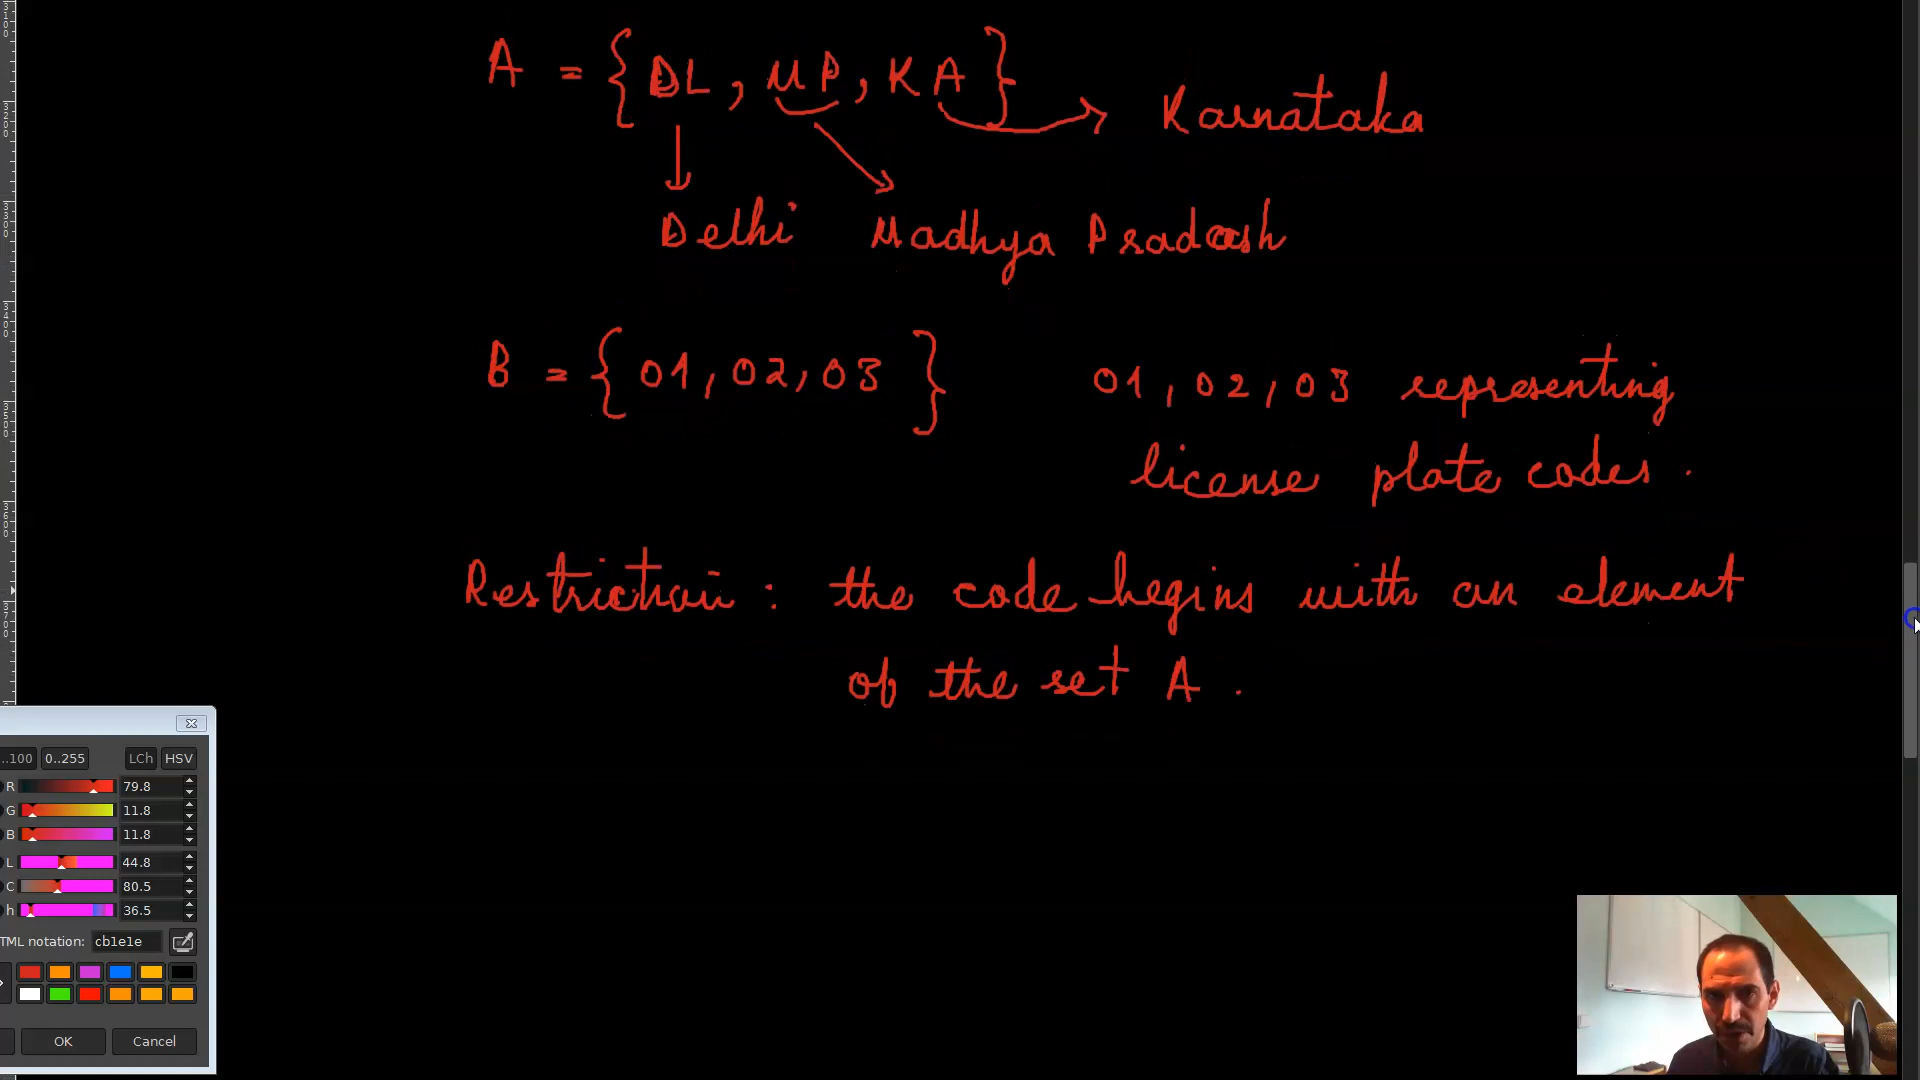 A = { DL , MP , KA } Karnataka
Delhi Madhya Pradesh
B = { 01 , 02 , 03 } 01 , 02 , 03 representing
license plate codes .
Restriction : the code begins with an element
of the set A .
..100 0..255 LCh HSV
R 79.8
G 11.8
B 11.8
L 44.8
C 80.5
h 36.5
TML notation: cb1e1e
OK Cancel